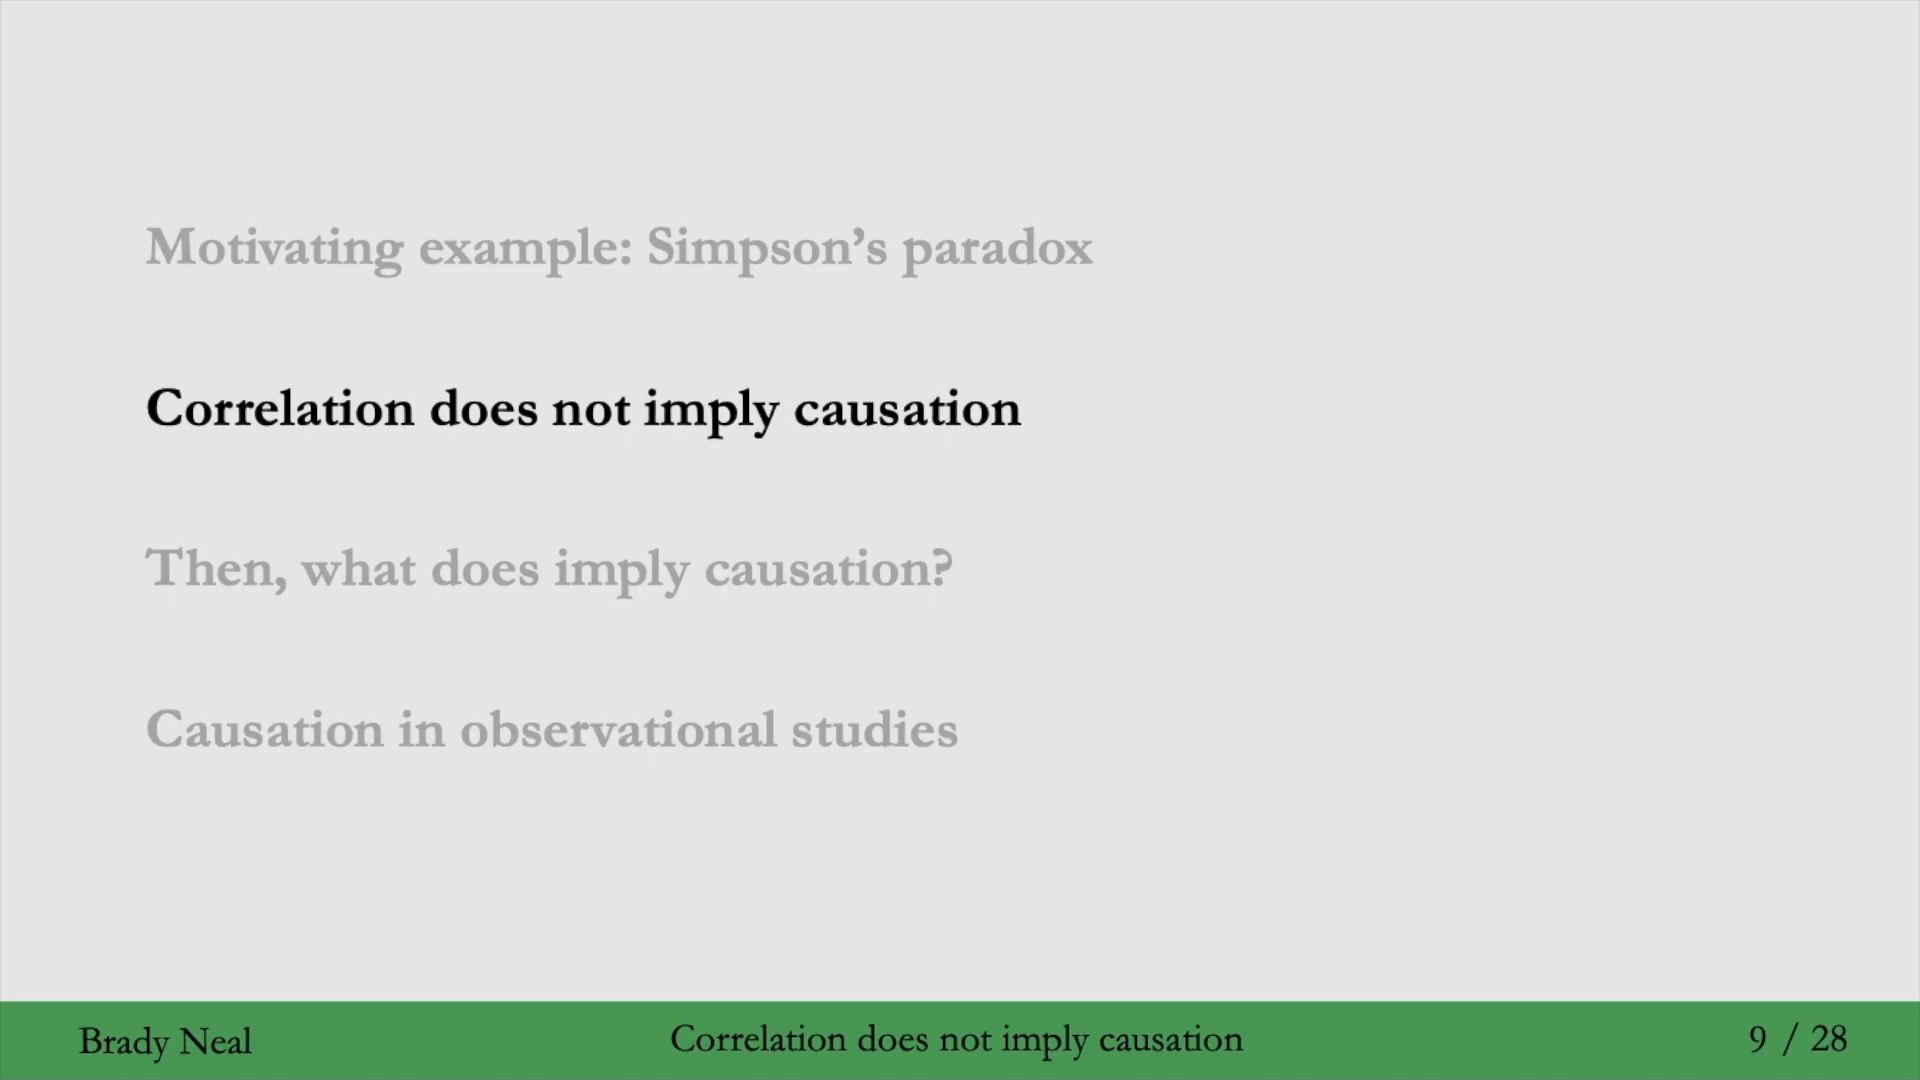 Motivating example: Simpson’s paradox
Correlation does not imply causation
Then, what does imply causation?
Causation in observational studies
Brady Neal
Correlation does not imply causation
9 / 28